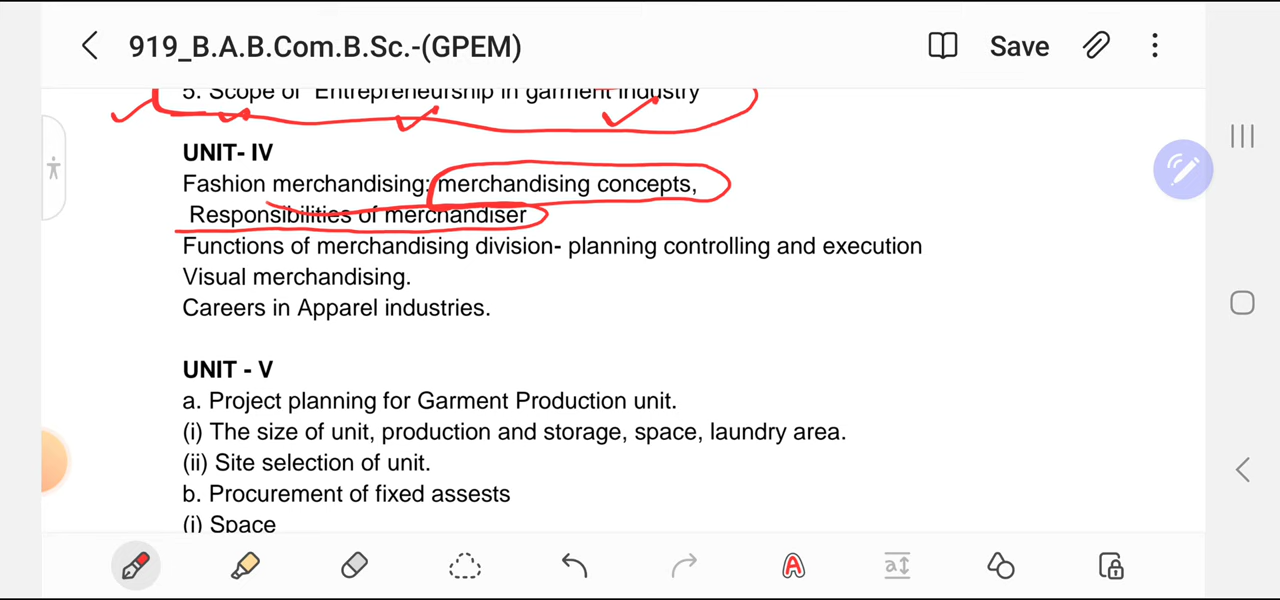 919_B.A.B.Com.B.Sc.-(GPEM)
Save
5. Scope of Entrepreneurship in garment industry
UNIT- IV
Fashion merchandising: merchandising concepts,
Responsibilities of merchandiser
Functions of merchandising division- planning controlling and execution
Visual merchandising.
Careers in Apparel industries.
UNIT - V
a. Project planning for Garment Production unit.
(i) The size of unit, production and storage, space, laundry area.
(ii) Site selection of unit.
b. Procurement of fixed assests
(i) Space